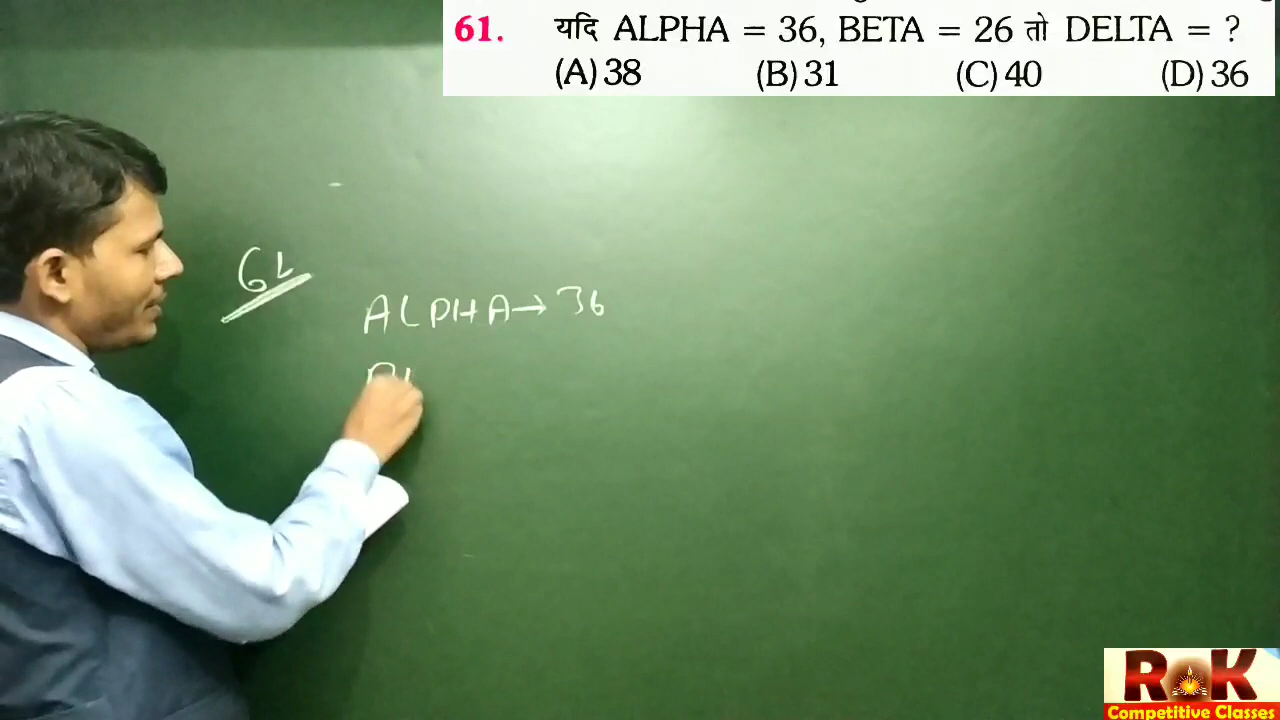 61. यदि ALPHA = 36, BETA = 26 तो DELTA = ?
(A) 38 (B) 31 (C) 40 (D) 36
61
ALPHA → 36
RK
Competitive Classes